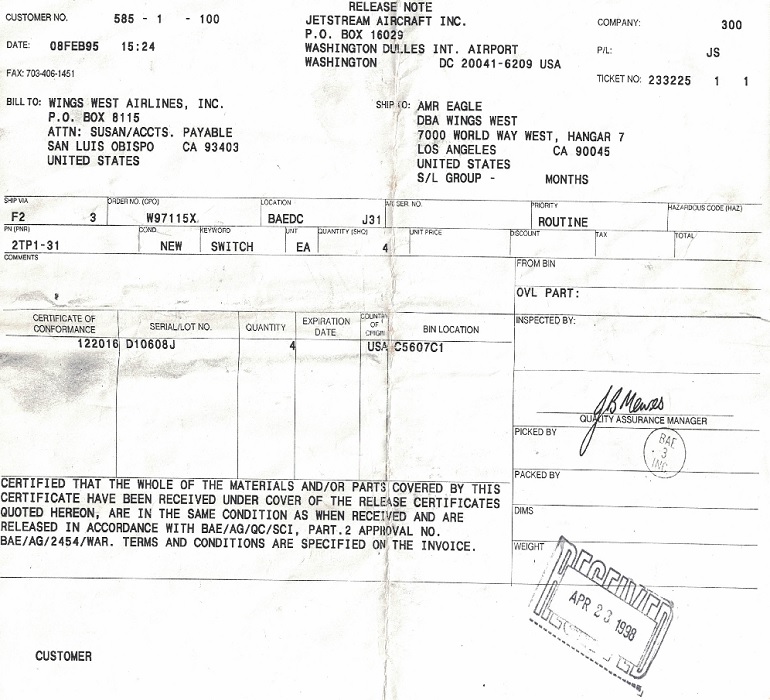 RELEASE NOTE
CUSTOMER NO. 585 - 1 - 100
JETSTREAM AIRCRAFT INC.
P.O. BOX 16029
WASHINGTON DULLES INT. AIRPORT
WASHINGTON DC 20041-6209 USA
COMPANY: 300
DATE: 08FEB95 15:24
P/L: JS
FAX: 703-406-1451
TICKET NO: 233225 1 1
BILL TO: WINGS WEST AIRLINES, INC.
P.O. BOX 8115
ATTN: SUSAN/ACCTS. PAYABLE
SAN LUIS OBISPO CA 93403
UNITED STATES
SHIP TO: AMR EAGLE
DBA WINGS WEST
7000 WORLD WAY WEST, HANGAR 7
LOS ANGELES CA 90045
UNITED STATES
S/L GROUP - MONTHS
SHIP VIA ORDER NO. (CPO) LOCATION SER NO. PRIORITY HAZARDOUS CODE (HAZ)
F2 3 W97115X BAEDC J31 ROUTINE
PN (PNR) COND. KEYWORD UNT QUANTITY (SHQ) UNIT PRICE DISCOUNT TAX TOTAL
2TP1-31 NEW SWITCH EA 4
COMMENTS
FROM BIN
OVL PART:
CERTIFICATE OF CONFORMANCE SERIAL/LOT NO. QUANTITY EXPIRATION DATE COUNTRY OF ORIGIN BIN LOCATION
122016 D10608J 4 USA C5607C1
INSPECTED BY:
JB Mewes
QUALITY ASSURANCE MANAGER
PICKED BY
BAE
3
INC
PACKED BY
DIMS
WEIGHT
CERTIFIED THAT THE WHOLE OF THE MATERIALS AND/OR PARTS COVERED BY THIS
CERTIFICATE HAVE BEEN RECEIVED UNDER COVER OF THE RELEASE CERTIFICATES
QUOTED HEREON, ARE IN THE SAME CONDITION AS WHEN RECEIVED AND ARE
RELEASED IN ACCORDANCE WITH BAE/AG/QC/SCI, PART.2 APPROVAL NO.
BAE/AG/2454/WAR. TERMS AND CONDITIONS ARE SPECIFIED ON THE INVOICE.
RECEIVED
APR 23 1998
CUSTOMER